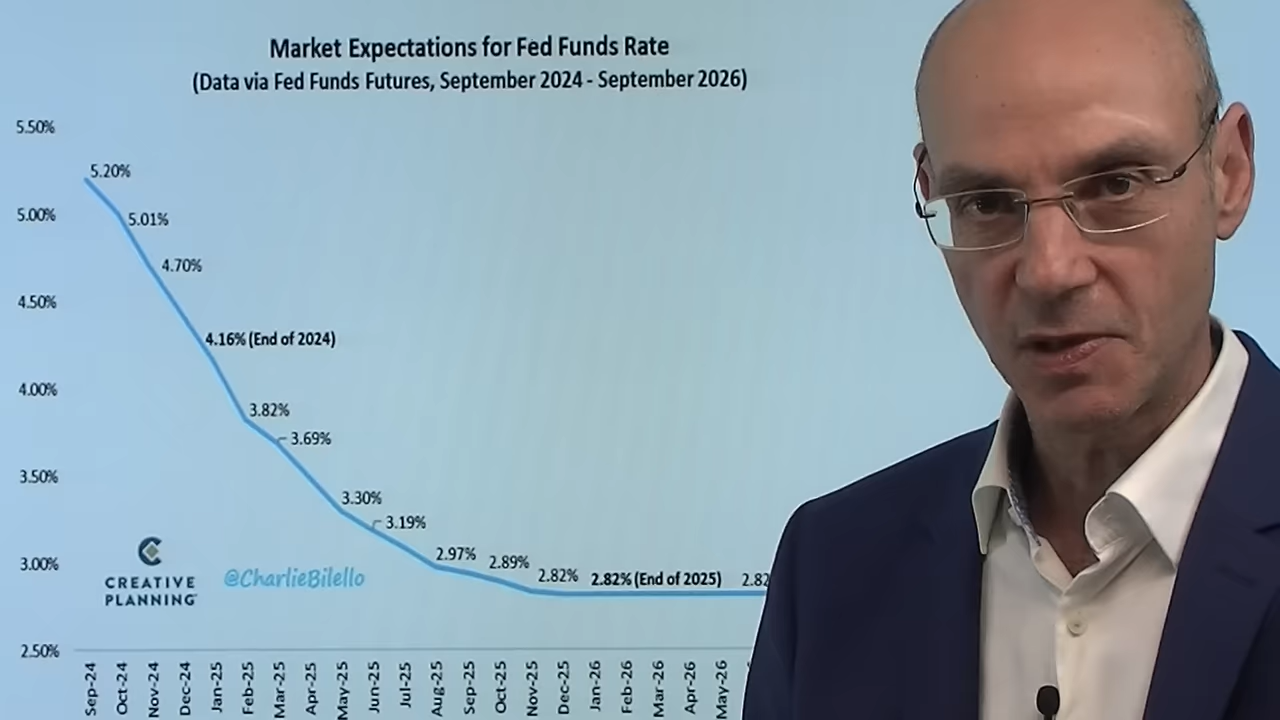 Market Expectations for Fed Funds Rate
(Data via Fed Funds Futures, September 2024 - September 2026)
5.50%
5.00%
4.50%
4.00%
3.50%
3.00%
2.50%
5.20%
5.01%
4.70%
4.16% (End of 2024)
3.82%
3.69%
3.30%
3.19%
2.97%
2.89%
2.82%
2.82% (End of 2025)
2.82
CREATIVE
PLANNING
@CharlieBilello
Sep-24
Oct-24
Nov-24
Dec-24
Jan-25
Feb-25
Mar-25
Apr-25
May-25
Jun-25
Jul-25
Aug-25
Sep-25
Oct-25
Nov-25
Dec-25
Jan-26
Feb-26
Mar-26
Apr-26
May-26